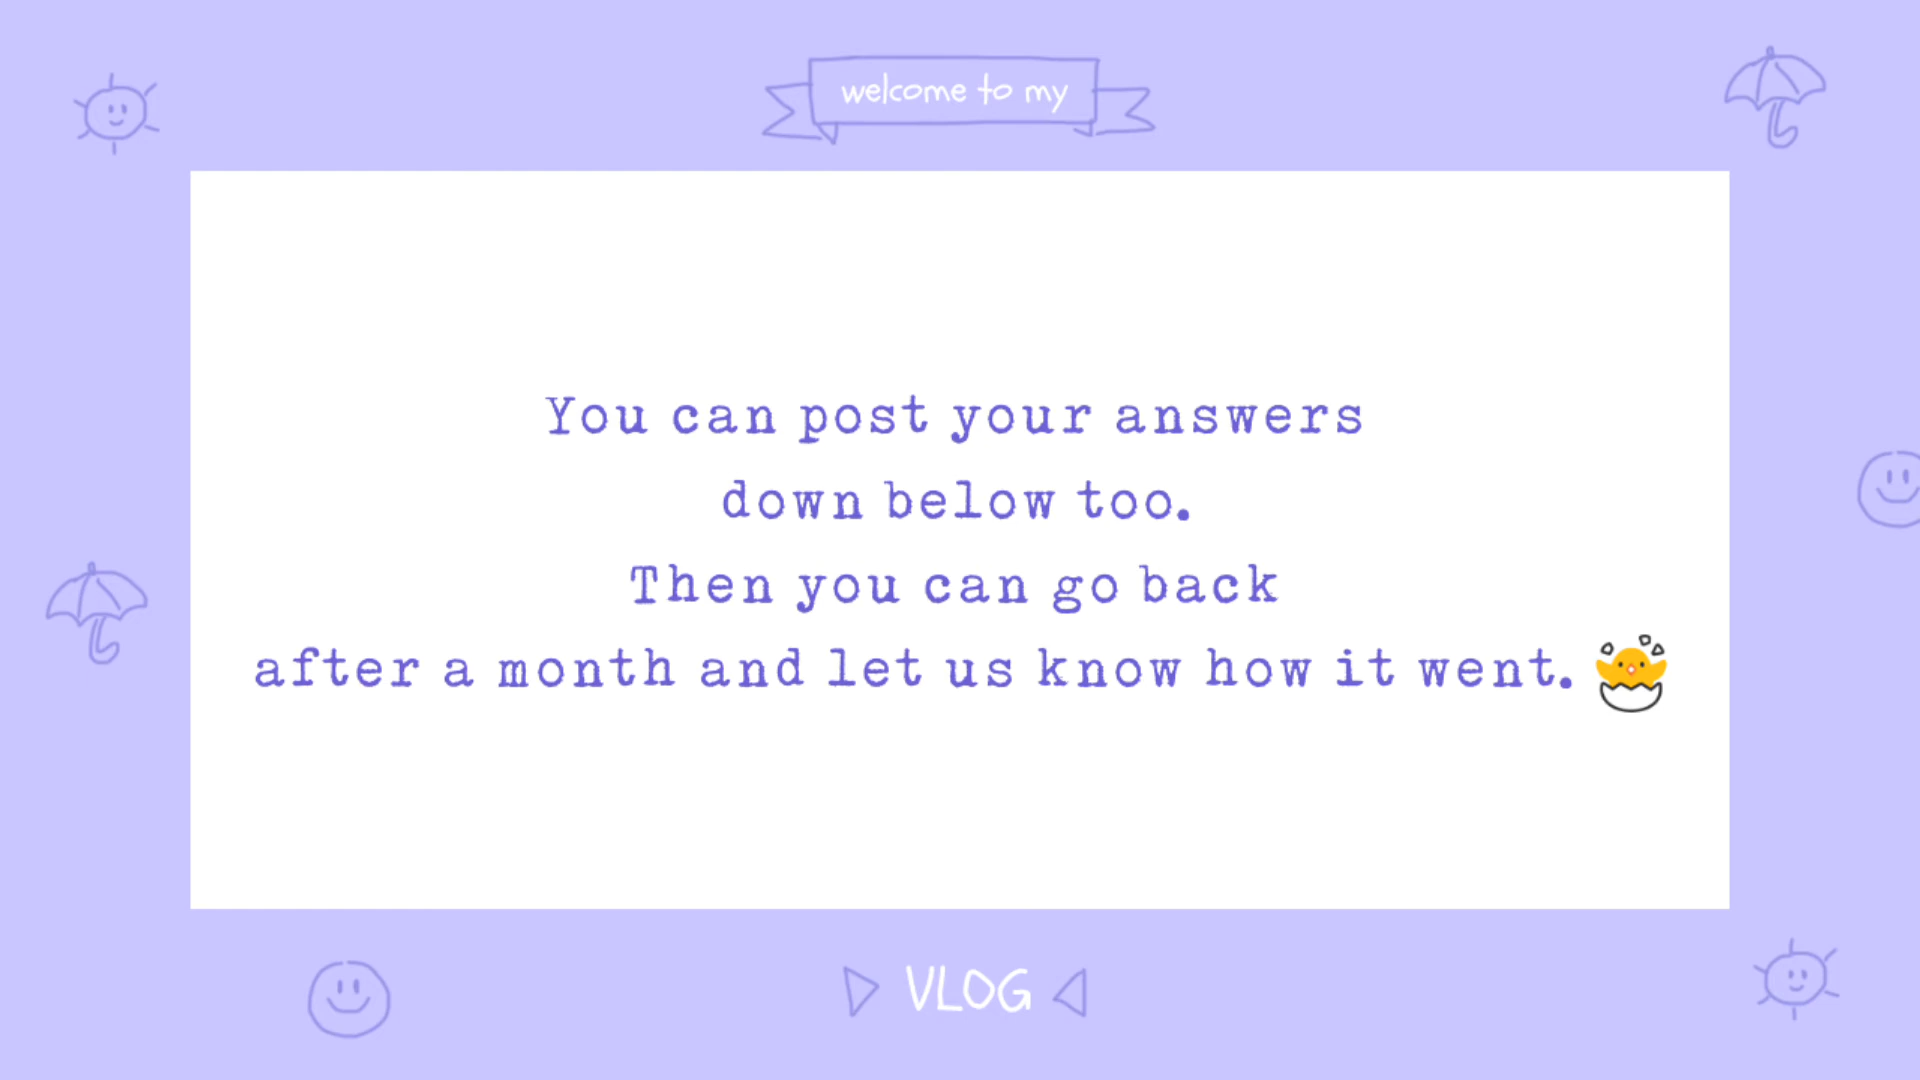 welcome to my
You can post your answers
down below too.
Then you can go back
after a month and let us know how it went.
VLOG